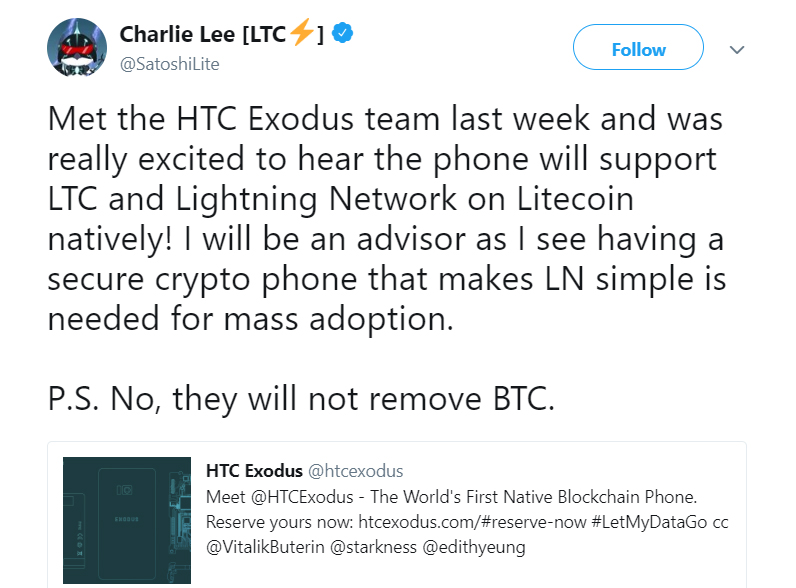 Charlie Lee [LTC⚡]
@SatoshiLite
Follow
Met the HTC Exodus team last week and was
really excited to hear the phone will support
LTC and Lightning Network on Litecoin
natively! I will be an advisor as I see having a
secure crypto phone that makes LN simple is
needed for mass adoption.
P.S. No, they will not remove BTC.
HTC Exodus @htcexodus
Meet @HTCExodus - The World's First Native Blockchain Phone.
Reserve yours now: htcexodus.com/#reserve-now #LetMyDataGo cc
@VitalikButerin @starkness @edithyeung
EXODUS